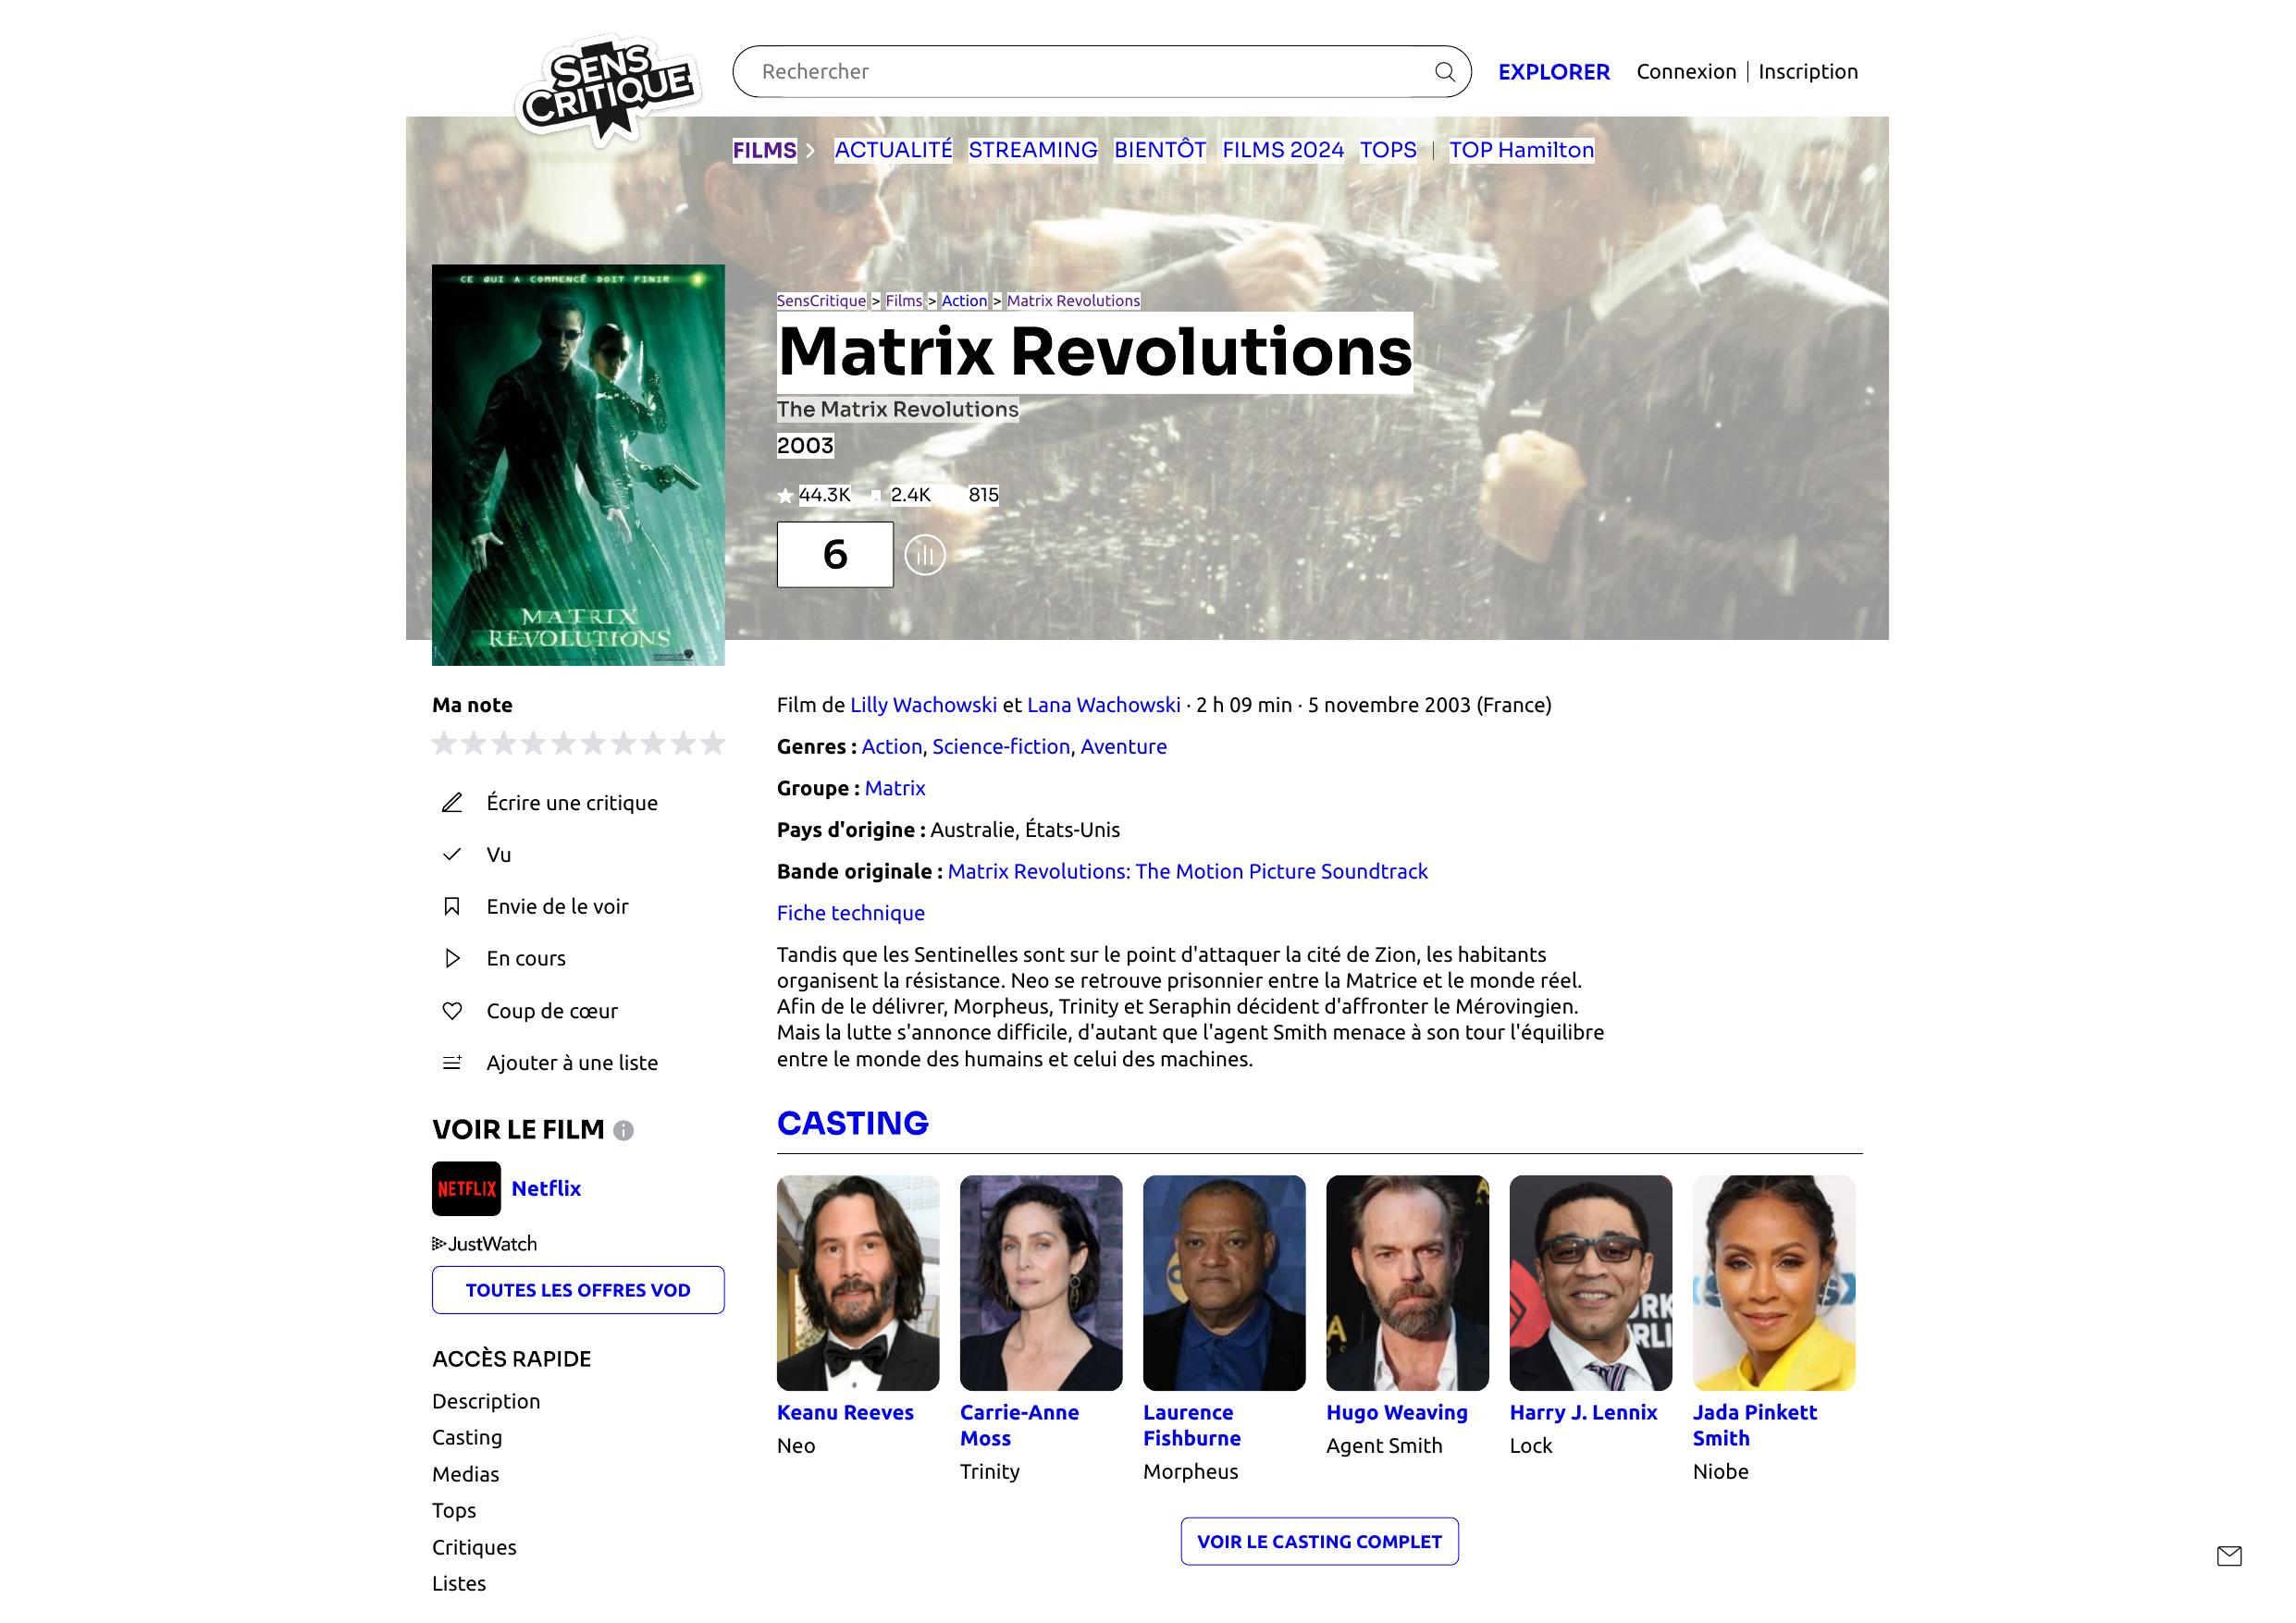 SENS
CRITIQUE
Rechercher
EXPLORER
Connexion | Inscription
FILMS
ACTUALITÉ STREAMING BIENTÔT FILMS 2024 TOPS | TOP Hamilton
CE QUI A COMMENCÉ DOIT FINIR
MATRIX
REVOLUTIONS
SensCritique > Films > Action > Matrix Revolutions
Matrix Revolutions
The Matrix Revolutions
2003
44.3K 2.4K 815
6
Ma note
Écrire une critique
Vu
Envie de le voir
En cours
Coup de cœur
Ajouter à une liste
VOIR LE FILM
NETFLIX Netflix
JustWatch
TOUTES LES OFFRES VOD
ACCÈS RAPIDE
Description
Casting
Medias
Tops
Critiques
Listes
Film de Lilly Wachowski et Lana Wachowski · 2 h 09 min · 5 novembre 2003 (France)
Genres : Action, Science-fiction, Aventure
Groupe : Matrix
Pays d'origine : Australie, États-Unis
Bande originale : Matrix Revolutions: The Motion Picture Soundtrack
Fiche technique
Tandis que les Sentinelles sont sur le point d'attaquer la cité de Zion, les habitants
organisent la résistance. Neo se retrouve prisonnier entre la Matrice et le monde réel.
Afin de le délivrer, Morpheus, Trinity et Seraphin décident d'affronter le Mérovingien.
Mais la lutte s'annonce difficile, d'autant que l'agent Smith menace à son tour l'équilibre
entre le monde des humains et celui des machines.
CASTING
Keanu Reeves
Neo
Carrie-Anne
Moss
Trinity
Laurence
Fishburne
Morpheus
Hugo Weaving
Agent Smith
Harry J. Lennix
Lock
Jada Pinkett
Smith
Niobe
VOIR LE CASTING COMPLET